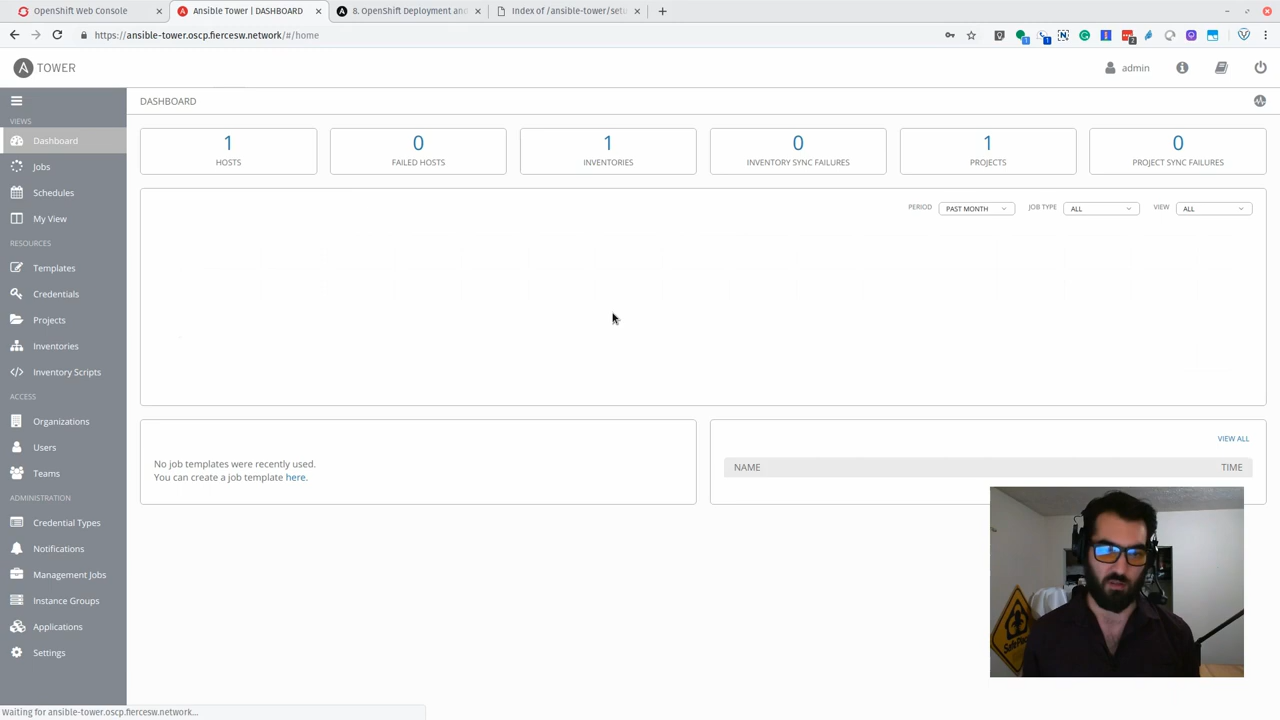 OpenShift Web Console
Ansible Tower | DASHBOARD
8. OpenShift Deployment and
Index of /ansible-tower/setu
https://ansible-tower.oscp.fiercesw.network/#/home
A TOWER
admin
VIEWS
Dashboard
Jobs
Schedules
My View
RESOURCES
Templates
Credentials
Projects
Inventories
Inventory Scripts
ACCESS
Organizations
Users
Teams
ADMINISTRATION
Credential Types
Notifications
Management Jobs
Instance Groups
Applications
Settings
DASHBOARD
1
HOSTS
0
FAILED HOSTS
1
INVENTORIES
0
INVENTORY SYNC FAILURES
1
PROJECTS
0
PROJECT SYNC FAILURES
PERIOD PAST MONTH JOB TYPE ALL VIEW ALL
No job templates were recently used.
You can create a job template here.
VIEW ALL
NAME TIME
Waiting for ansible-tower.oscp.fiercesw.network...